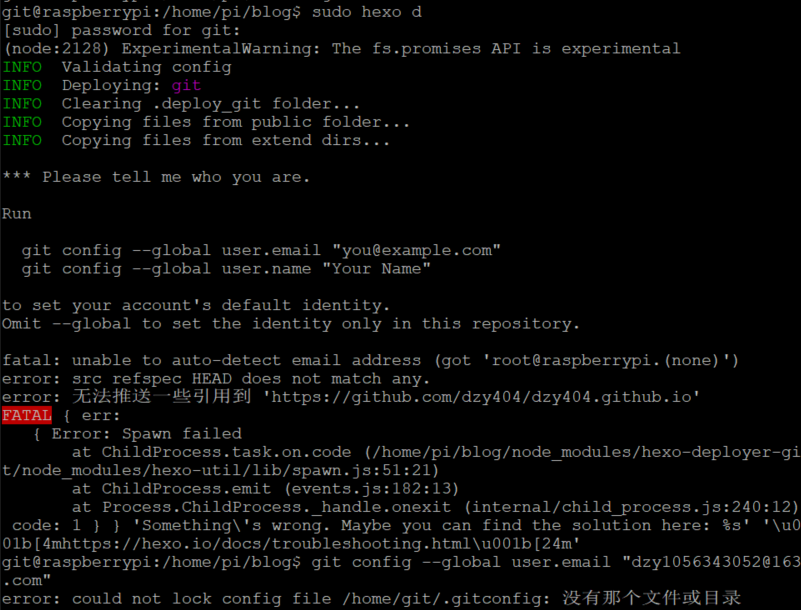 git@raspberrypi:/home/pi/blog$ sudo hexo d
[sudo] password for git:
(node:2128) ExperimentalWarning: The fs.promises API is experimental
INFO  Validating config
INFO  Deploying: git
INFO  Clearing .deploy_git folder...
INFO  Copying files from public folder...
INFO  Copying files from extend dirs...
*** Please tell me who you are.
Run
  git config --global user.email "you@example.com"
  git config --global user.name "Your Name"
to set your account's default identity.
Omit --global to set the identity only in this repository.
fatal: unable to auto-detect email address (got 'root@raspberrypi.(none)')
error: src refspec HEAD does not match any.
error: 无法推送一些引用到 'https://github.com/dzy404/dzy404.github.io'
FATAL { err:
   { Error: Spawn failed
       at ChildProcess.task.on.code (/home/pi/blog/node_modules/hexo-deployer-gi
t/node_modules/hexo-util/lib/spawn.js:51:21)
       at ChildProcess.emit (events.js:182:13)
       at Process.ChildProcess._handle.onexit (internal/child_process.js:240:12)
 code: 1 } } 'Something\'s wrong. Maybe you can find the solution here: %s' '\u0
01b[4mhttps://hexo.io/docs/troubleshooting.html\u001b[24m'
git@raspberrypi:/home/pi/blog$ git config --global user.email "dzy1056343052@163
.com"
error: could not lock config file /home/git/.gitconfig: 没有那个文件或目录